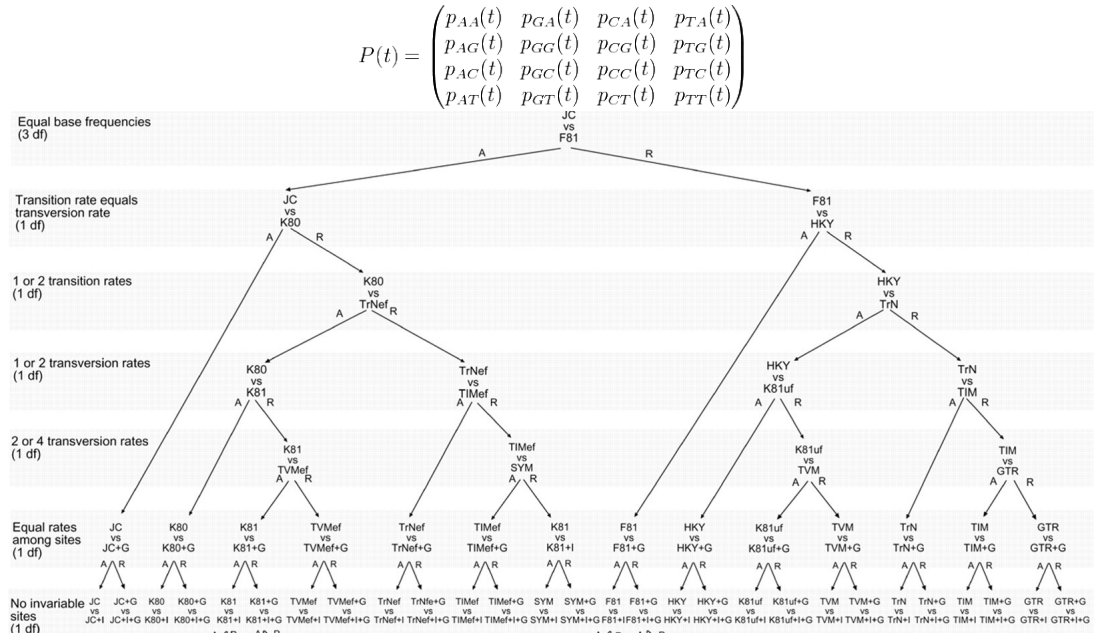 P(t) = ( p_AA(t) p_GA(t) p_CA(t) p_TA(t)
p_AG(t) p_GG(t) p_CG(t) p_TG(t)
p_AC(t) p_GC(t) p_CC(t) p_TC(t)
p_AT(t) p_GT(t) p_CT(t) p_TT(t) )
Equal base frequencies
(3 df)
JC
vs
F81
A R
Transition rate equals
transversion rate
(1 df)
JC F81
vs vs
K80 HKY
A R A R
1 or 2 transition rates
(1 df)
K80 HKY
vs vs
TrNef TrN
A R A R
1 or 2 transversion rates
(1 df)
K80 TrNef HKY TrN
vs vs vs vs
K81 TIMef K81uf TIM
A R A R A R A R
2 or 4 transversion rates
(1 df)
K81 TIMef K81uf TIM
vs vs vs vs
TVMef SYM TVM GTR
A R A R A R A R
Equal rates
among sites
(1 df)
JC K80 K81 TVMef TrNef TIMef K81 F81 HKY K81uf TVM TrN TIM GTR
vs vs vs vs vs vs vs vs vs vs vs vs vs vs
JC+G K80+G K81+G TVMef+G TrNef+G TIMef+G K81+I F81+G HKY+G K81uf+G TVM+G TrN+G TIM+G GTR+G
A R A R A R A R A R A R A R A R A R A R A R A R A R A R
No invariable
sites
(1 df)
JC JC+G K80 K80+G K81 K81+G TVMef TVMef+G TrNef TrNfe+G TIMef TIMef+G SYM SYM+G F81 F81+G HKY HKY+G K81uf K81uf+G TVM TVM+G TrN TrN+G TIM TIM+G GTR GTR+G
vs vs vs vs vs vs vs vs vs vs vs vs vs vs vs vs vs vs vs vs vs vs vs vs vs vs vs vs
JC+I JC+I+G K80+I K80+I+G K81+I K81+I+G TVMef+I TVMef+I+G TrNef+I TrNef+I+G TIMef+I TIMef+I+G SYM+I SYM+I+G F81+I F81+I+G HKY+I HKY+I+G K81uf+I K81uf+I+G TVM+I TVM+I+G TrN+I TrN+I+G TIM+I TIM+I+G GTR+I GTR+I+G